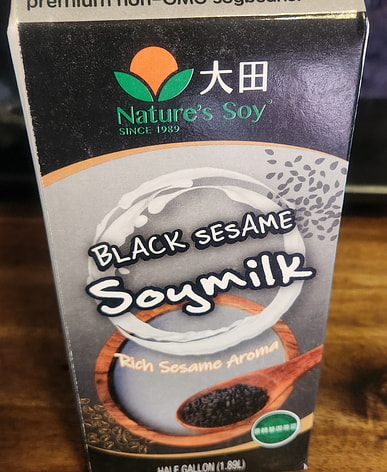 premium non-GMO soybeans.
大田
Nature's Soy®
SINCE 1989
BLACK SESAME
Soymilk
Rich Sesame Aroma
HALF GALLON (1.89L)